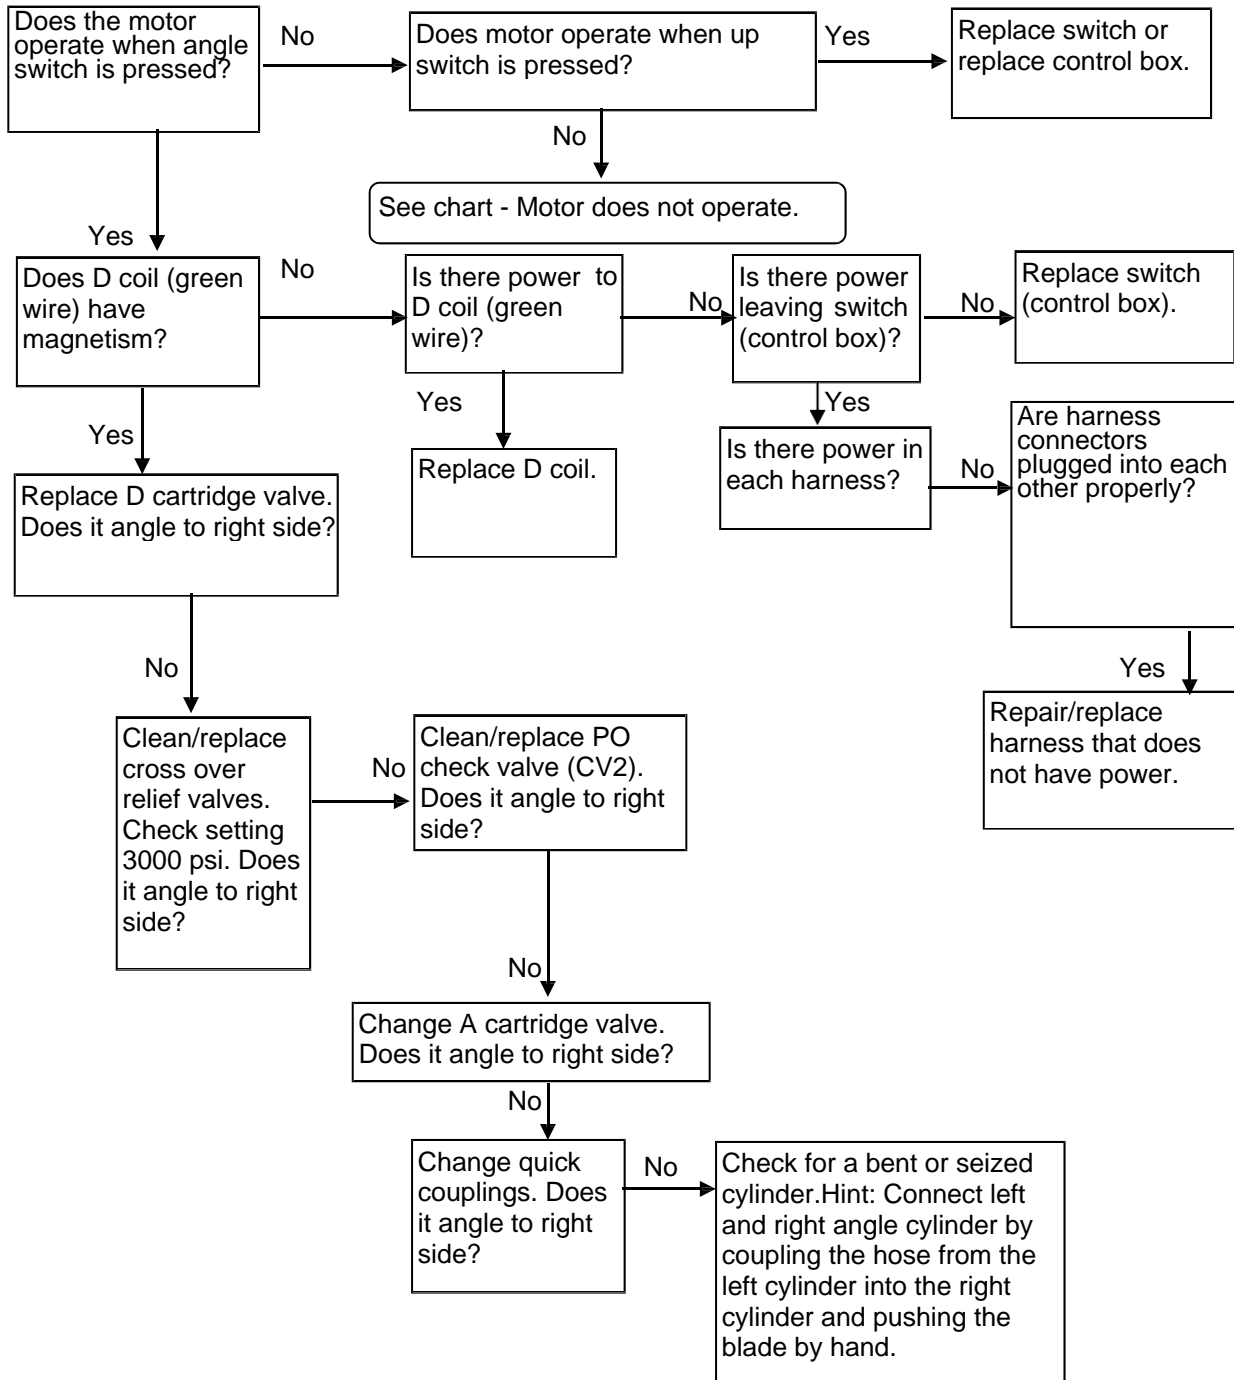 Does the motor
operate when angle
switch is pressed?
No
Does motor operate when up
switch is pressed?
Yes
Replace switch or
replace control box.
No
See chart - Motor does not operate.
Yes
Does D coil (green
wire) have
magnetism?
No
Is there power to
D coil (green
wire)?
No
Is there power
leaving switch
(control box)?
No
Replace switch
(control box).
Yes
Replace D coil.
Yes
Is there power in
each harness?
No
Are harness
connectors
plugged into each
other properly?
Yes
Repair/replace
harness that does
not have power.
Yes
Replace D cartridge valve.
Does it angle to right side?
No
Clean/replace
cross over
relief valves.
Check setting
3000 psi. Does
it angle to right
side?
No
Clean/replace PO
check valve (CV2).
Does it angle to right
side?
No
Change A cartridge valve.
Does it angle to right side?
No
Change quick
couplings. Does
it angle to right
side?
No
Check for a bent or seized
cylinder.Hint: Connect left
and right angle cylinder by
coupling the hose from the
left cylinder into the right
cylinder and pushing the
blade by hand.